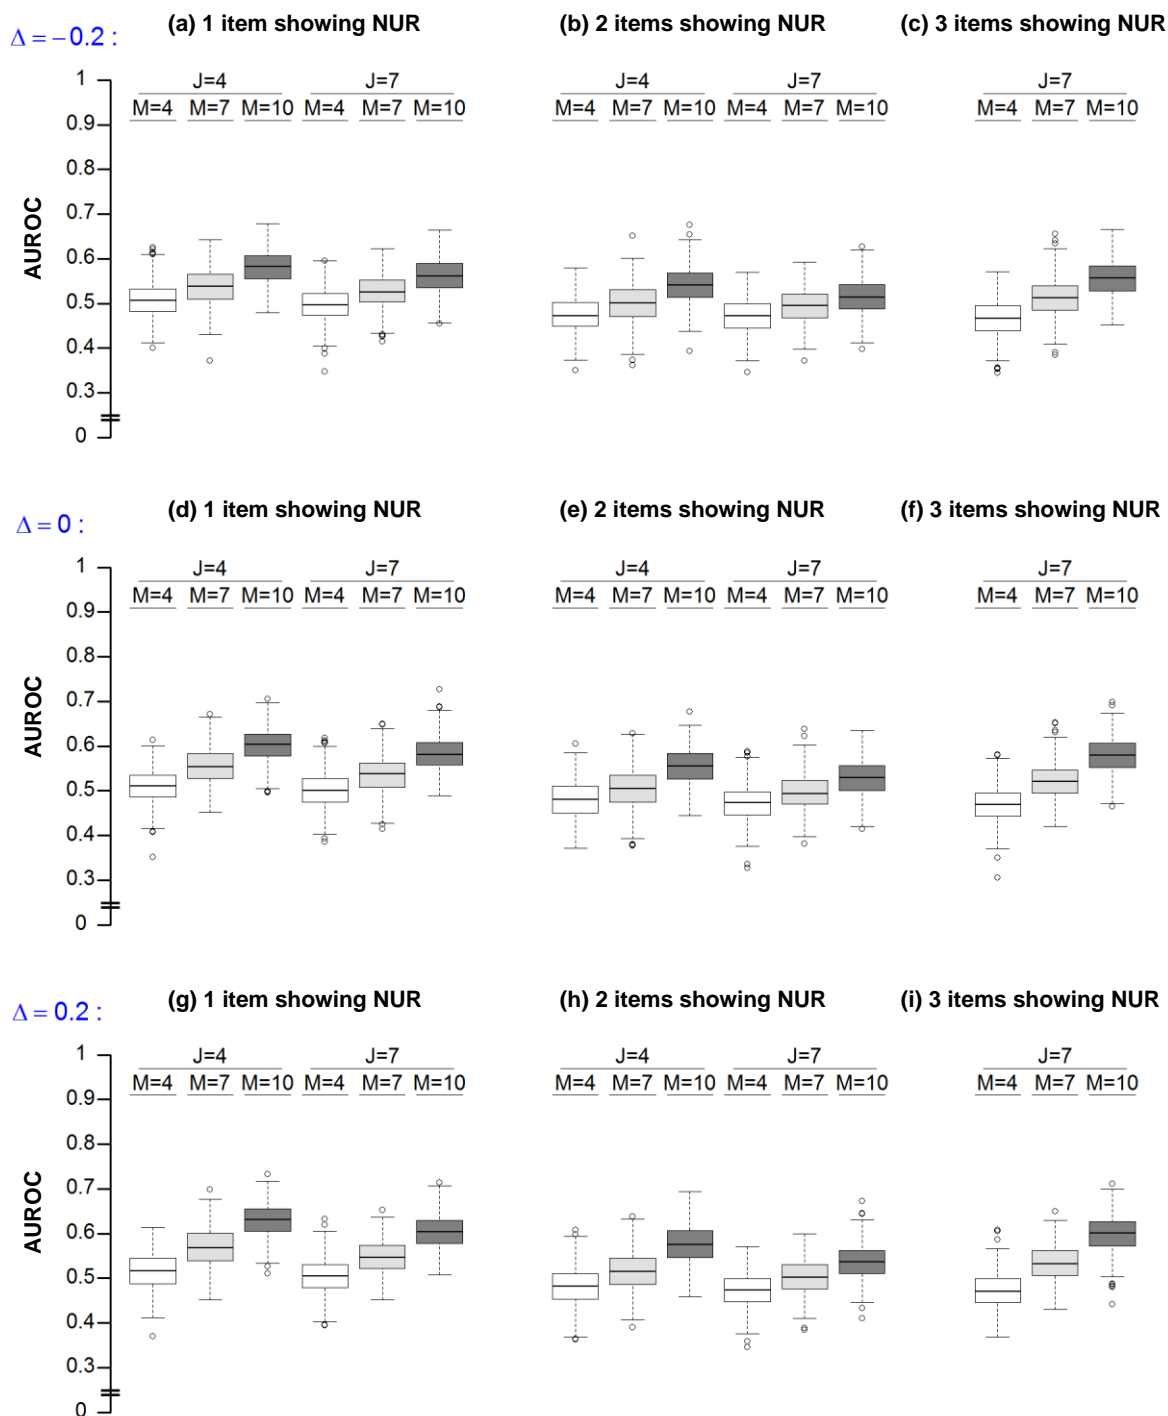 Δ = −0.2 :
(a) 1 item showing NUR
(b) 2 items showing NUR
(c) 3 items showing NUR
J=4 J=7 J=4 J=7 J=7
M=4 M=7 M=10 M=4 M=7 M=10 M=4 M=7 M=10 M=4 M=7 M=10 M=4 M=7 M=10
1
0.9
0.8
0.7
0.6
0.5
0.4
0.3
0
AUROC
Δ = 0 :
(d) 1 item showing NUR
(e) 2 items showing NUR
(f) 3 items showing NUR
J=4 J=7 J=4 J=7 J=7
M=4 M=7 M=10 M=4 M=7 M=10 M=4 M=7 M=10 M=4 M=7 M=10 M=4 M=7 M=10
1
0.9
0.8
0.7
0.6
0.5
0.4
0.3
0
AUROC
Δ = 0.2 :
(g) 1 item showing NUR
(h) 2 items showing NUR
(i) 3 items showing NUR
J=4 J=7 J=4 J=7 J=7
M=4 M=7 M=10 M=4 M=7 M=10 M=4 M=7 M=10 M=4 M=7 M=10 M=4 M=7 M=10
1
0.9
0.8
0.7
0.6
0.5
0.4
0.3
0
AUROC